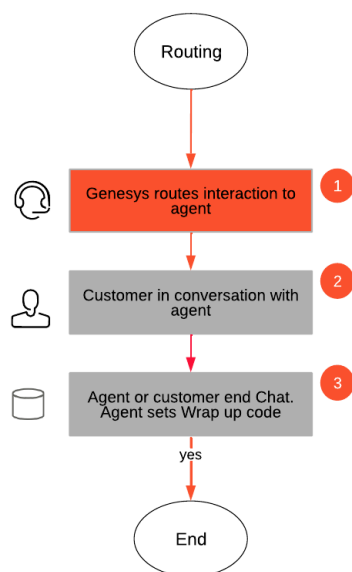 Routing
Genesys routes interaction to
agent
1
Customer in conversation with
agent
2
Agent or customer end Chat.
Agent sets Wrap up code
3
yes
End